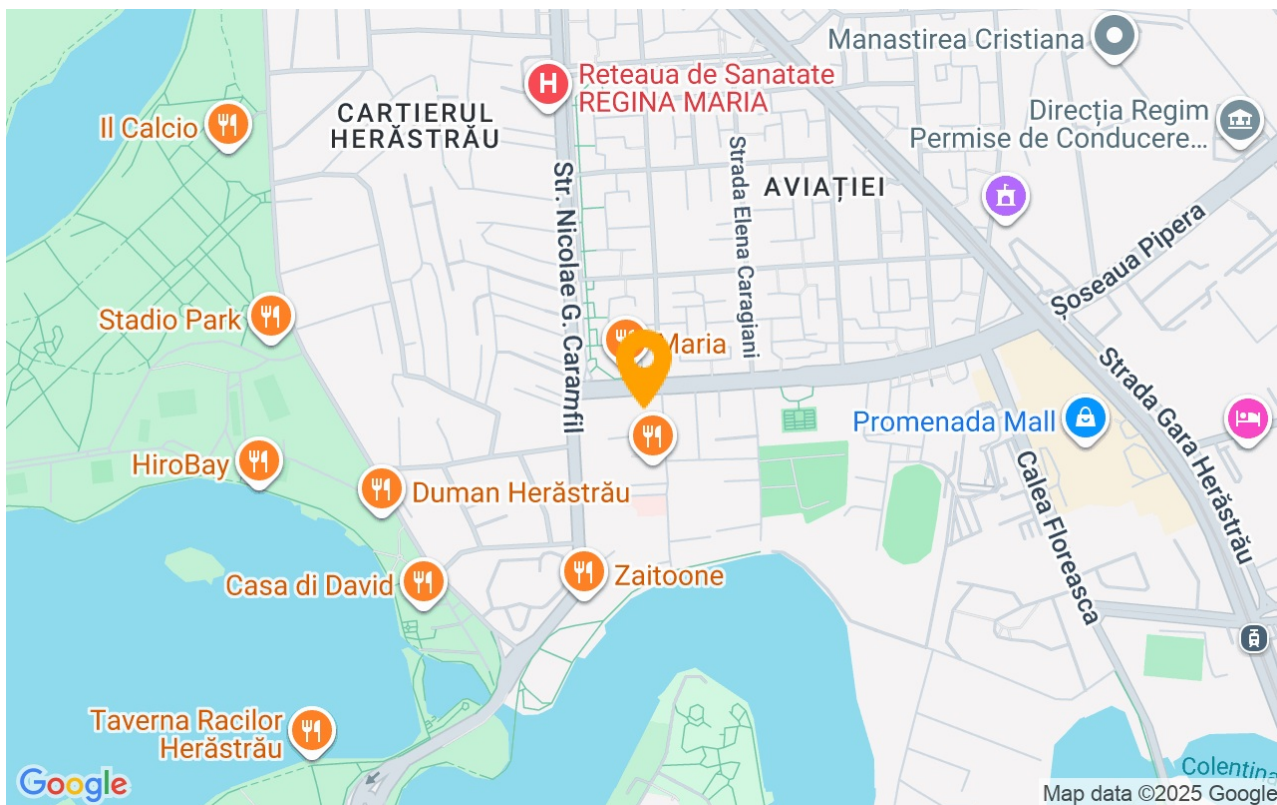 Manastirea Cristiana
Reteaua de Sanatate
REGINA MARIA
H
Direcția Regim
Permise de Conducere...
CARTIERUL
HERĂSTRĂU
Il Calcio
Strada Elena Caragiani
AVIAȚIEI
Str. Nicolae G. Caramfil
Șoseaua Pipera
Stadio Park
Maria
Strada Gara Herăstrău
Promenada Mall
HiroBay
Duman Herăstrău
Calea Floreasca
Casa di David
Zaitoone
Taverna Racilor
Herăstrău
Colentina
Google
Map data ©2025 Google